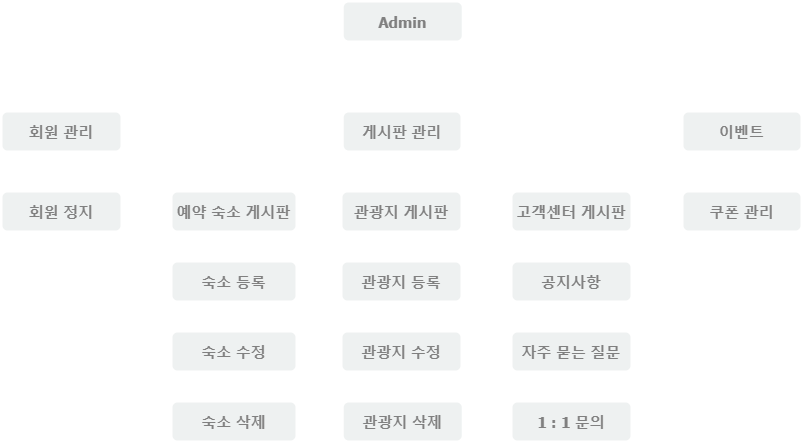 Admin
회원 관리
게시판 관리
이벤트
회원 정지
예약 숙소 게시판
관광지 게시판
고객센터 게시판
쿠폰 관리
숙소 등록
관광지 등록
공지사항
숙소 수정
관광지 수정
자주 묻는 질문
숙소 삭제
관광지 삭제
1 : 1 문의